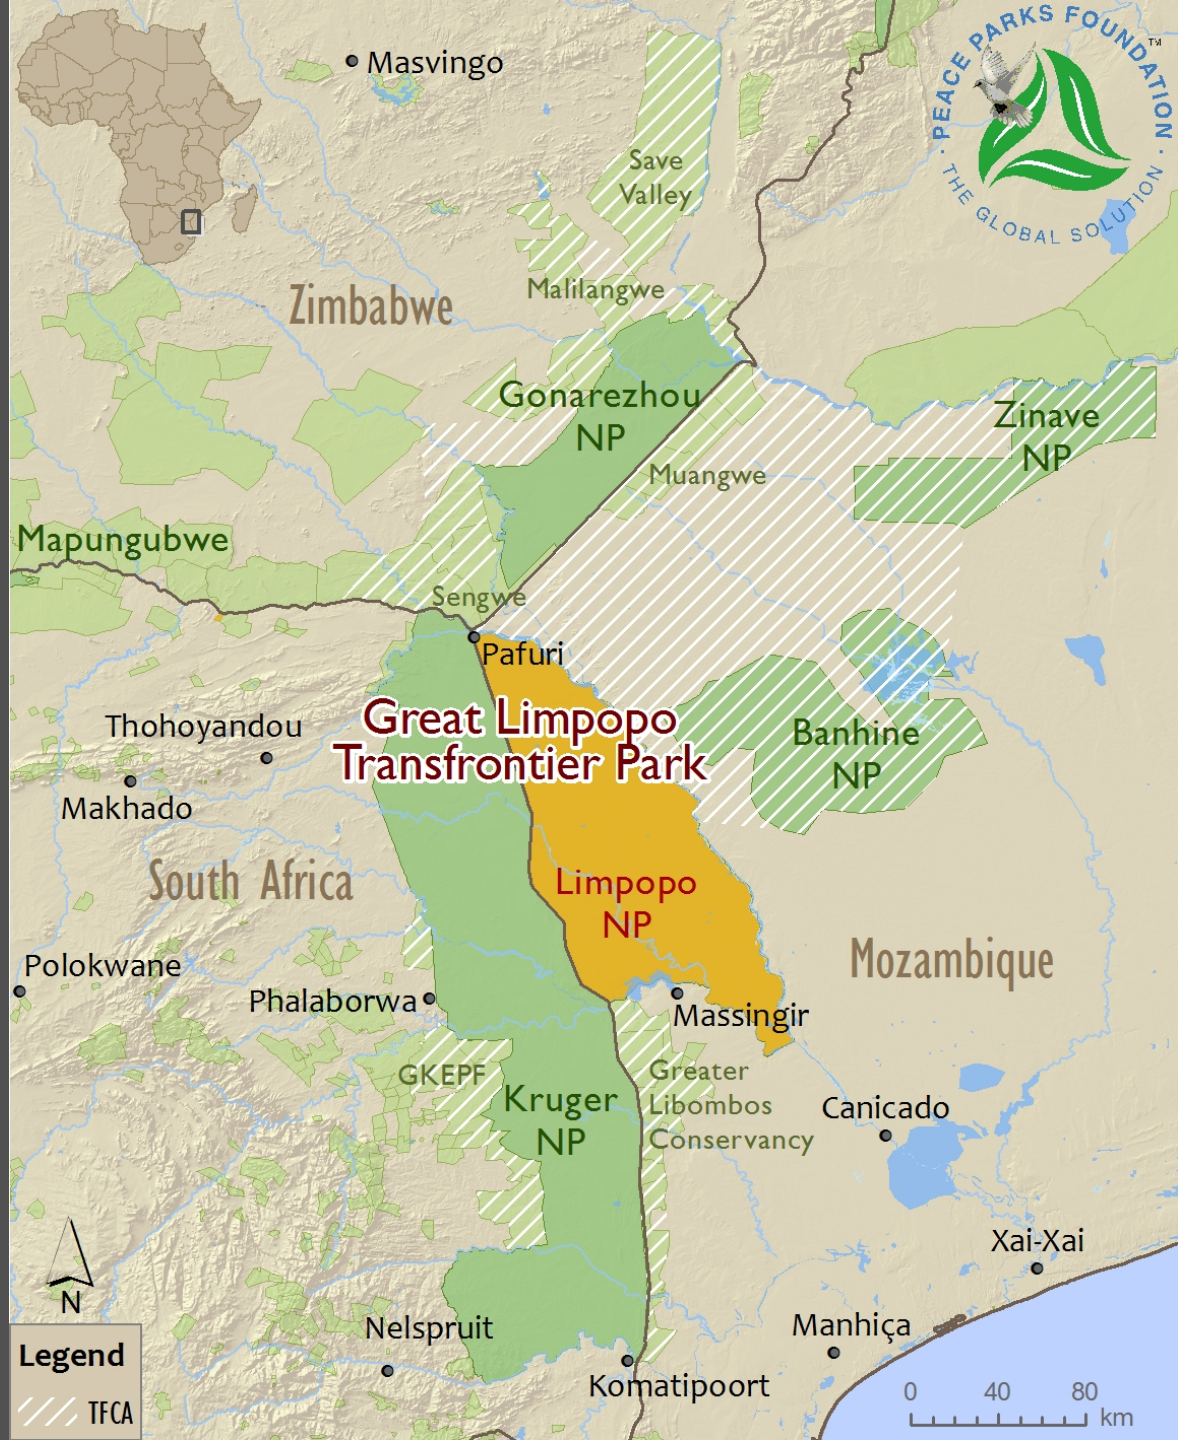 PEACE PARKS FOUNDATION
TM
· THE GLOBAL SOLUTION ·
Masvingo
Save
Valley
Malilangwe
Zimbabwe
Gonarezhou
NP
Zinave
NP
Muangwe
Mapungubwe
Sengwe
Pafuri
Great Limpopo
Transfrontier Park
Thohoyandou
Banhine
NP
Makhado
South Africa
Limpopo
NP
Mozambique
Polokwane
Phalaborwa
Massingir
GKEPF
Kruger
NP
Greater
Libombos
Conservancy
Canicado
Xai-Xai
N
Nelspruit
Manhiça
Komatipoort
Legend
TFCA
0 40 80
km